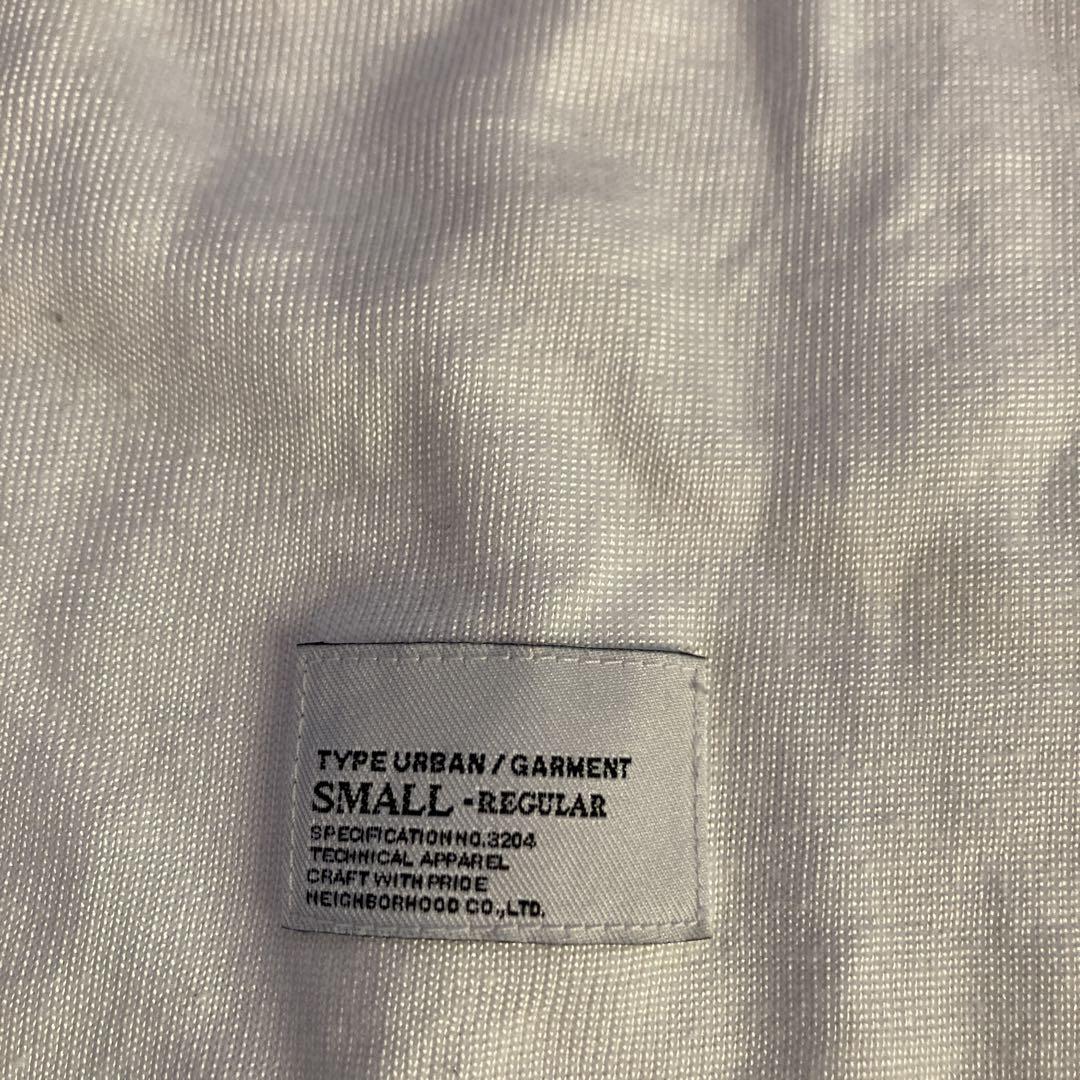 TYPE URBAN / GARMENT
SMALL - REGULAR
SPECIFICATION NO.3204
TECHNICAL APPAREL
CRAFT WITH PRIDE
NEIGHBORHOOD CO.,LTD.